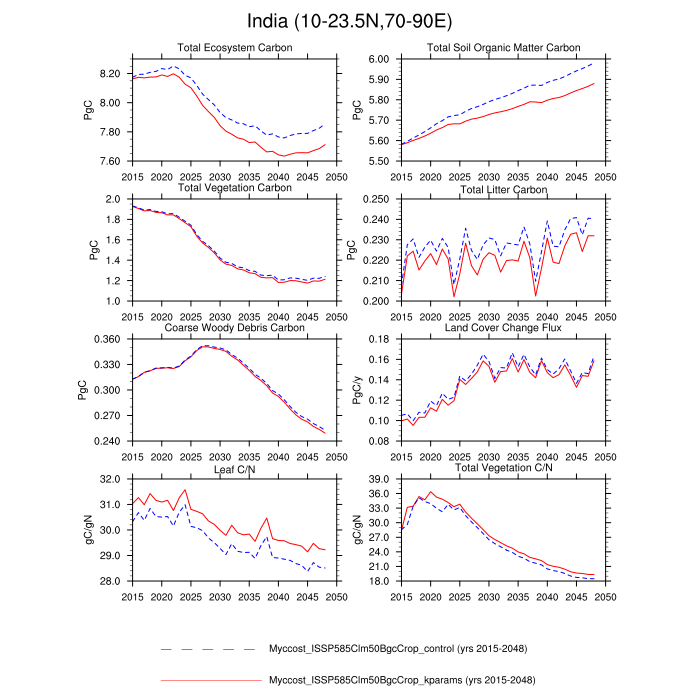 India (10-23.5N,70-90E)
Total Ecosystem Carbon
PgC
8.20
8.00
7.80
7.60
2015 2020 2025 2030 2035 2040 2045 2050
Total Soil Organic Matter Carbon
PgC
6.00
5.90
5.80
5.70
5.60
5.50
2015 2020 2025 2030 2035 2040 2045 2050
Total Vegetation Carbon
PgC
2.0
1.8
1.6
1.4
1.2
1.0
2015 2020 2025 2030 2035 2040 2045 2050
Total Litter Carbon
PgC
0.250
0.240
0.230
0.220
0.210
0.200
2015 2020 2025 2030 2035 2040 2045 2050
Coarse Woody Debris Carbon
PgC
0.360
0.330
0.300
0.270
0.240
2015 2020 2025 2030 2035 2040 2045 2050
Land Cover Change Flux
PgC/y
0.18
0.16
0.14
0.12
0.10
0.08
2015 2020 2025 2030 2035 2040 2045 2050
Leaf C/N
gC/gN
32.0
31.0
30.0
29.0
28.0
2015 2020 2025 2030 2035 2040 2045 2050
Total Vegetation C/N
gC/gN
39.0
36.0
33.0
30.0
27.0
24.0
21.0
18.0
2015 2020 2025 2030 2035 2040 2045 2050
Myccost_ISSP585Clm50BgcCrop_control (yrs 2015-2048)
Myccost_ISSP585Clm50BgcCrop_kparams (yrs 2015-2048)